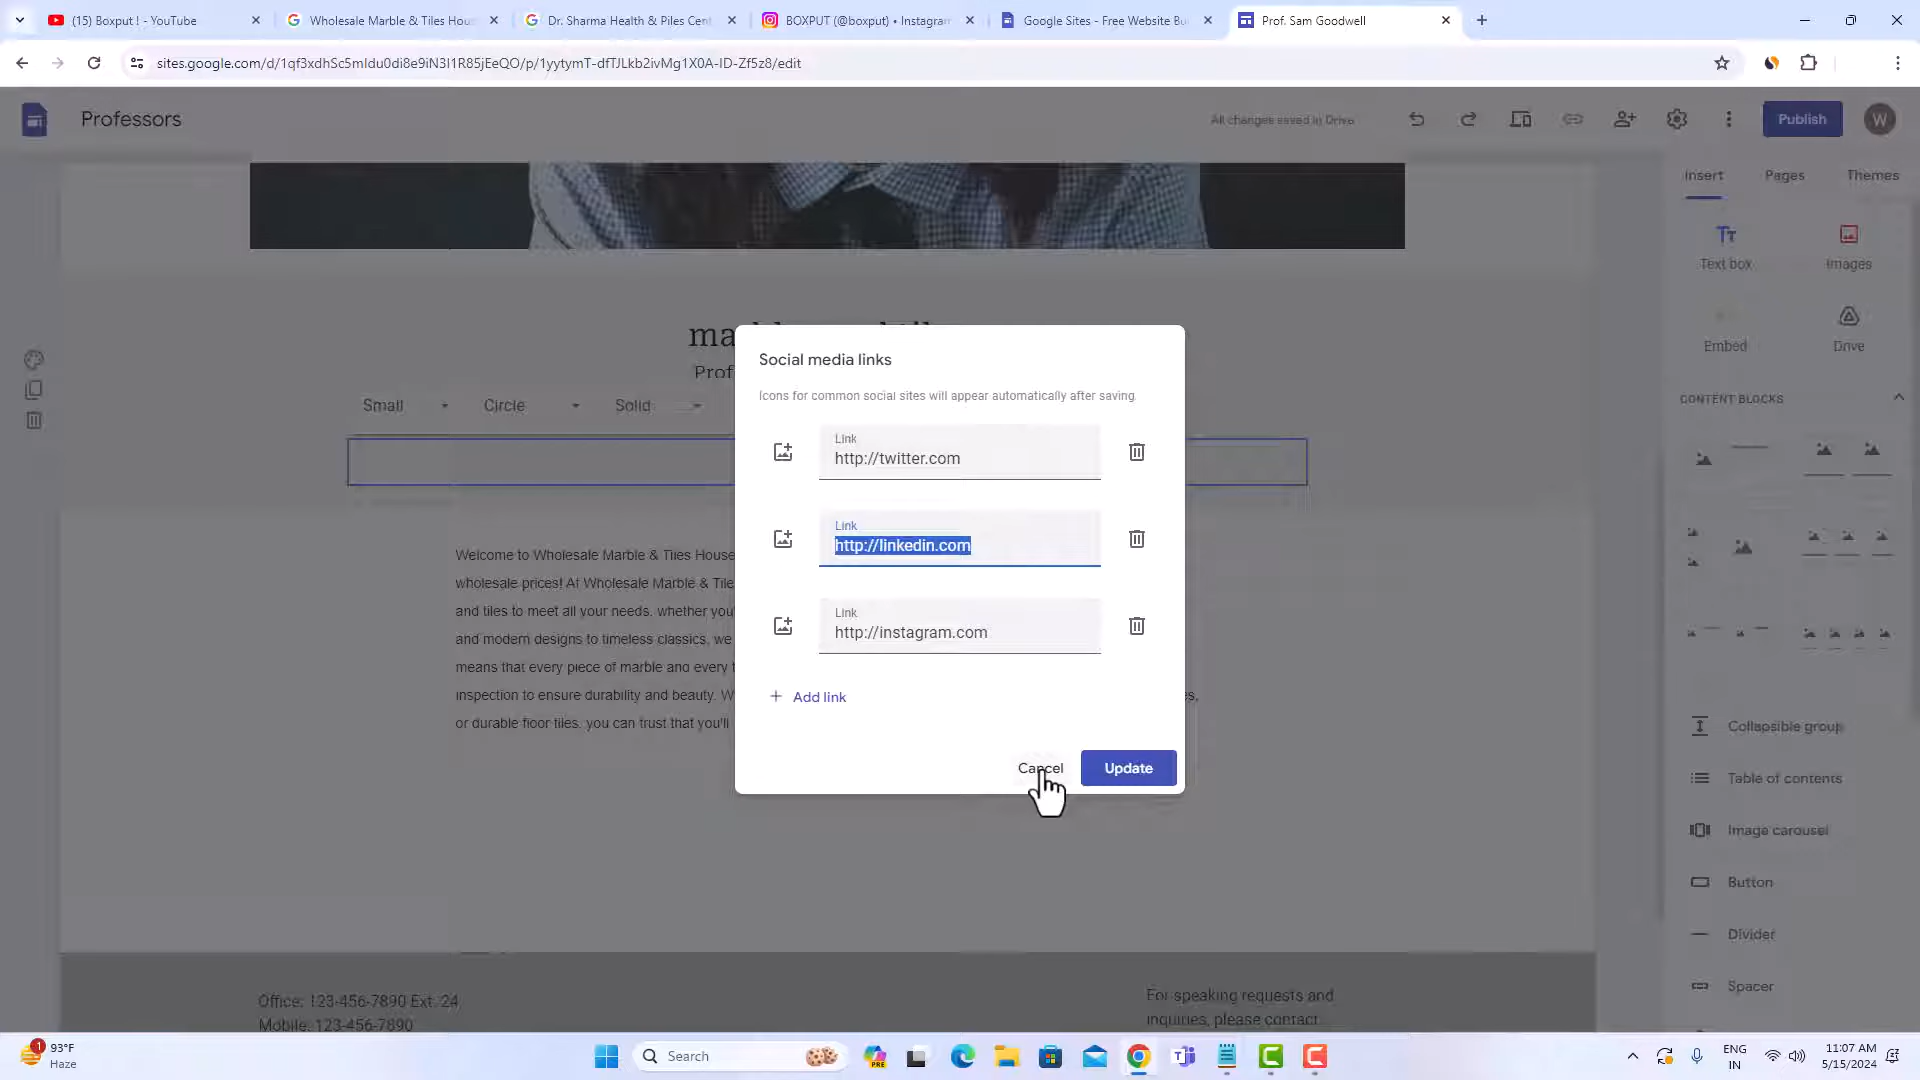 (15) Boxput ! - YouTube
Wholesale Marble & Tiles Hous
Dr. Sharma Health & Piles Cent
BOXPUT (@boxput) • Instagram
Google Sites - Free Website Bu
Prof. Sam Goodwell
sites.google.com/d/1qf3xdhSc5mIdu0di8e9iN3I1R85jEeQO/p/1yytymT-dfTJLkb2ivMg1X0A-ID-Zf5z8/edit
Professors
All changes saved in Drive
Publish
W
Insert
Pages
Themes
Text box
Images
Embed
Drive
CONTENT BLOCKS
Prof
Small
Circle
Solid
Social media links
Icons for common social sites will appear automatically after saving.
Link
http://twitter.com
Link
http://linkedin.com
Link
http://instagram.com
Add link
Cancel
Update
Welcome to Wholesale Marble & Tiles House
wholesale prices! At Wholesale Marble & Tile
and tiles to meet all your needs, whether you
and modern designs to timeless classics, we
means that every piece of marble and every t
inspection to ensure durability and beauty. W
es,
or durable floor tiles, you can trust that you'll
Collapsible group
Table of contents
Image carousel
Button
Divider
Spacer
Office: 123-456-7890 Ext. 24
Mobile: 123-456-7890
For speaking requests and
inquiries, please contact
1
93°F
Haze
Search
PRE
ENG
IN
11:07 AM
5/15/2024